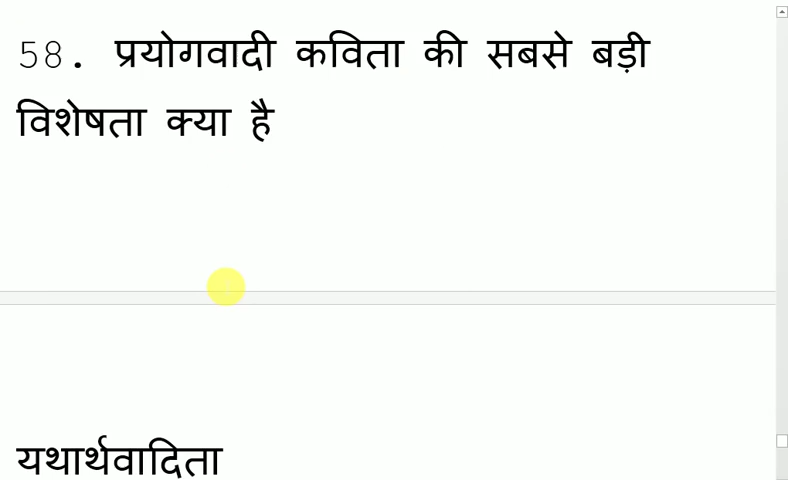 58. प्रयोगवादी कविता की सबसे बड़ी
विशेषता क्या है
यथार्थवादिता